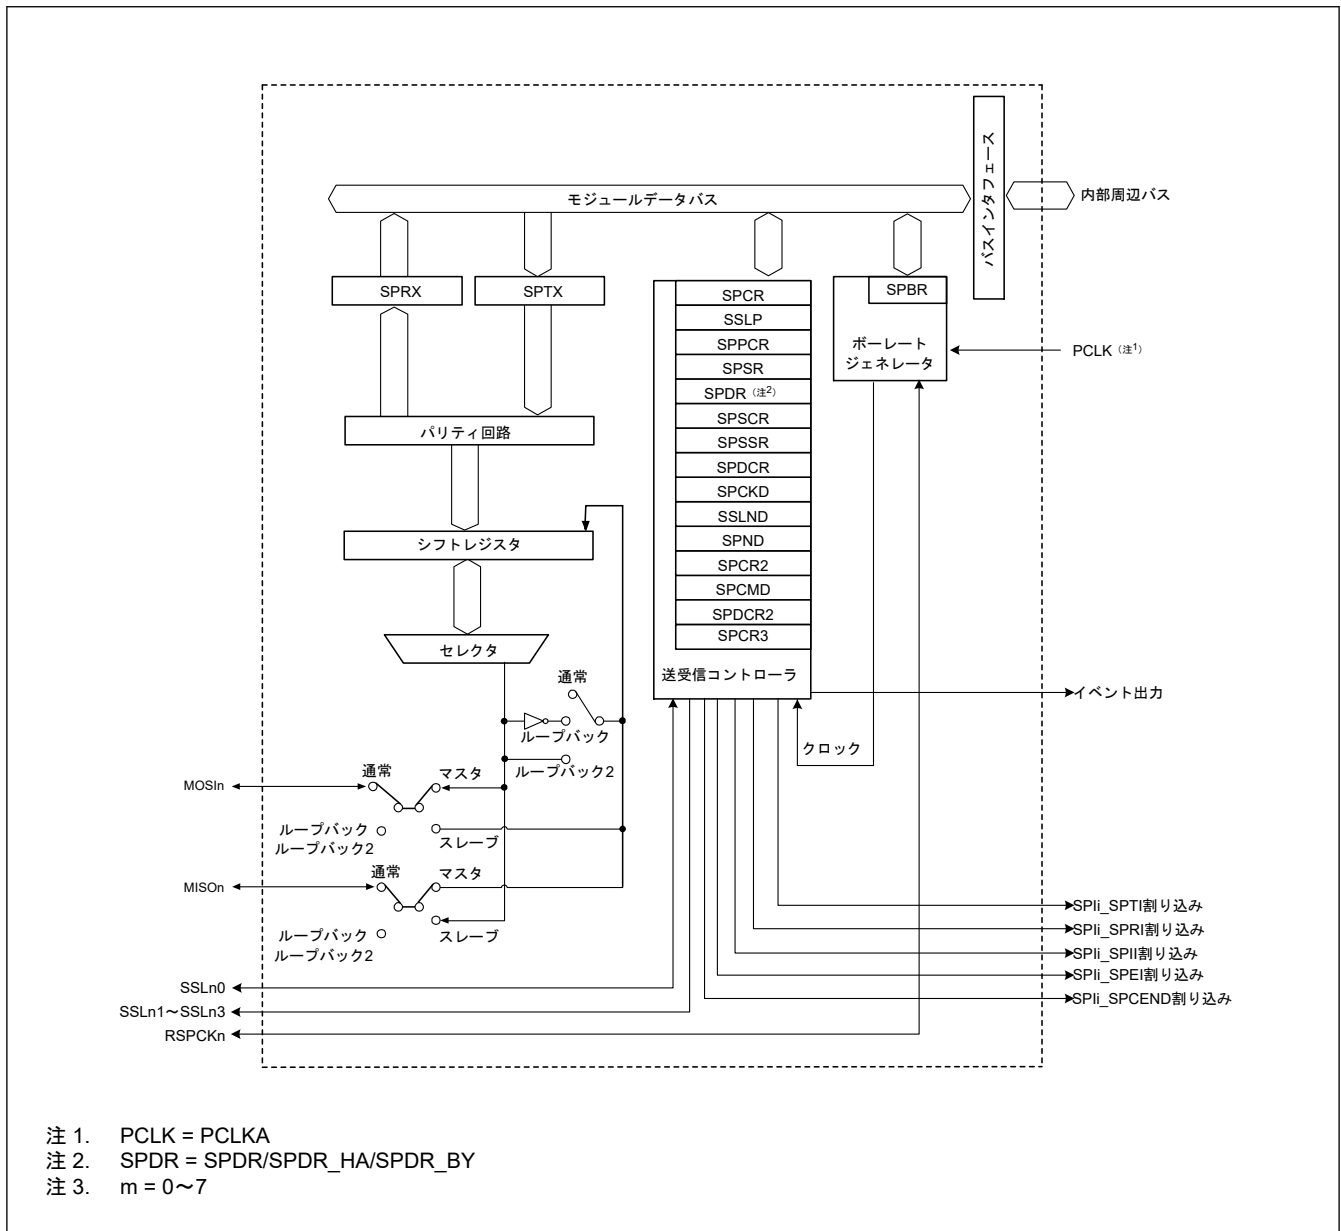 モジュールデータバス
バスインタフェース
内部周辺バス
SPRX
SPTX
SPCR
SSLP
SPPCR
SPSR
SPDR（注2）
SPSCR
SPSSR
SPDCR
SPCKD
SSLND
SPND
SPCR2
SPCMD
SPDCR2
SPCR3
送受信コントローラ
SPBR
ボーレート
ジェネレータ
PCLK（注1）
パリティ回路
シフトレジスタ
セレクタ
通常
ループバック
ループバック2
クロック
イベント出力
MOSIn
通常
マスタ
ループバック
ループバック2
スレーブ
MISOn
通常
マスタ
ループバック
ループバック2
スレーブ
SSLn0
SSLn1～SSLn3
RSPCKn
SPIi_SPTI割り込み
SPIi_SPRI割り込み
SPIi_SPII割り込み
SPIi_SPEI割り込み
SPIi_SPCEND割り込み
注 1. PCLK = PCLKA
注 2. SPDR = SPDR/SPDR_HA/SPDR_BY
注 3. m = 0～7